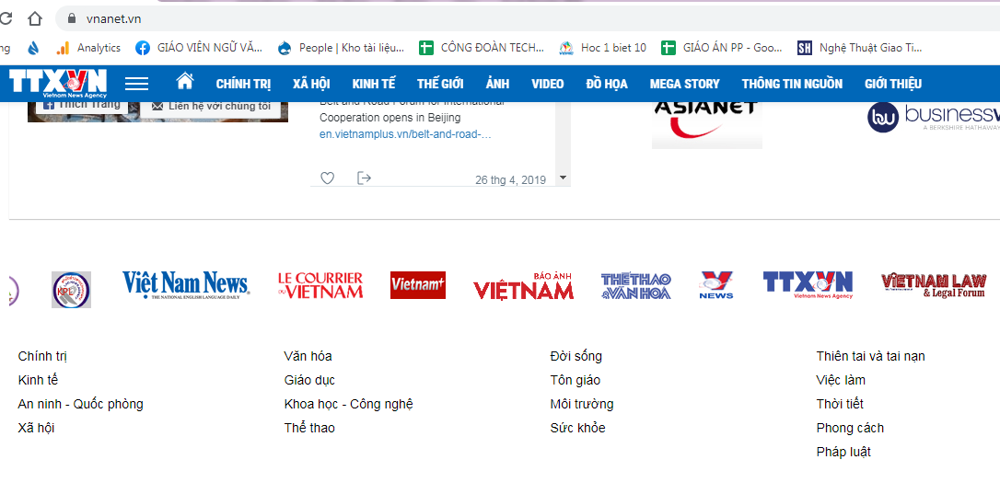 vnanet.vn
ng
Analytics
GIÁO VIÊN NGỮ VĂ...
People | Kho tài liệu...
CÔNG ĐOÀN TECH...
Hoc 1 biet 10
GIÁO ÁN PP - Goo...
SH
Nghệ Thuật Giao Ti...
TTXVN
Vietnam News Agency
CHÍNH TRỊ
XÃ HỘI
KINH TẾ
THẾ GIỚI
ẢNH
VIDEO
ĐỒ HỌA
MEGA STORY
THÔNG TIN NGUỒN
GIỚI THIỆU
Thích Trang
Liên hệ với chúng tôi
Belt and Road Forum for International
Cooperation opens in Beijing
en.vietnamplus.vn/belt-and-road-...
26 thg 4, 2019
ASIANET
bw businessw
A BERKSHIRE HATHAWAY
KPL
Việt Nam News
THE NATIONAL ENGLISH LANGUAGE DAILY
LE COURRIER
DU VIETNAM
Vietnam+
BÁO ẢNH
VIỆTNAM
THỂ THAO
& VĂN HOÁ
NEWS
TTXVN
Vietnam News Agency
VIETNAM LAW
& Legal Forum
Chính trị
Kinh tế
An ninh - Quốc phòng
Xã hội
Văn hóa
Giáo dục
Khoa học - Công nghệ
Thể thao
Đời sống
Tôn giáo
Môi trường
Sức khỏe
Thiên tai và tai nạn
Việc làm
Thời tiết
Phong cách
Pháp luật